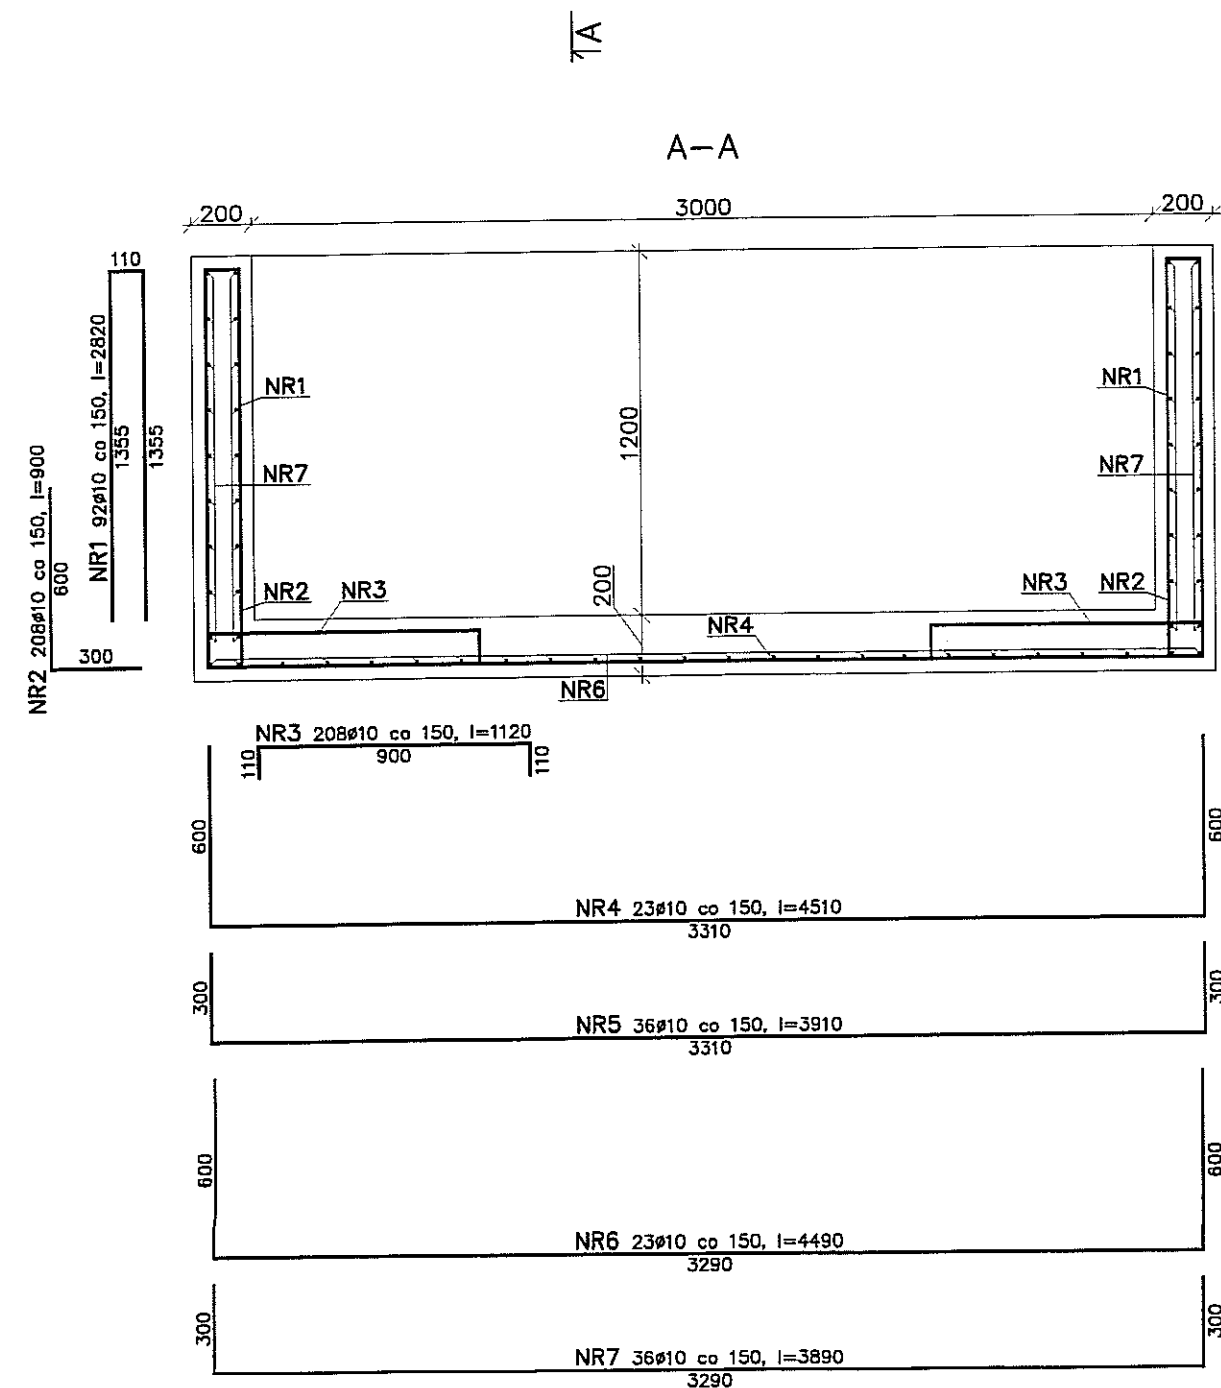 A
A-A
200
3000
200
110
NR1 92ø10 co 150, l=2820
1355
1355
NR1
NR1
1200
NR7
NR7
NR2 208ø10 co 150, l=900
600
300
NR2
NR3
200
NR3
NR2
NR4
NR6
NR3 208ø10 co 150, l=1120
110
900
110
600
600
NR4 23ø10 co 150, l=4510
3310
300
300
NR5 36ø10 co 150, l=3910
3310
600
600
NR6 23ø10 co 150, l=4490
3290
300
300
NR7 36ø10 co 150, l=3890
3290